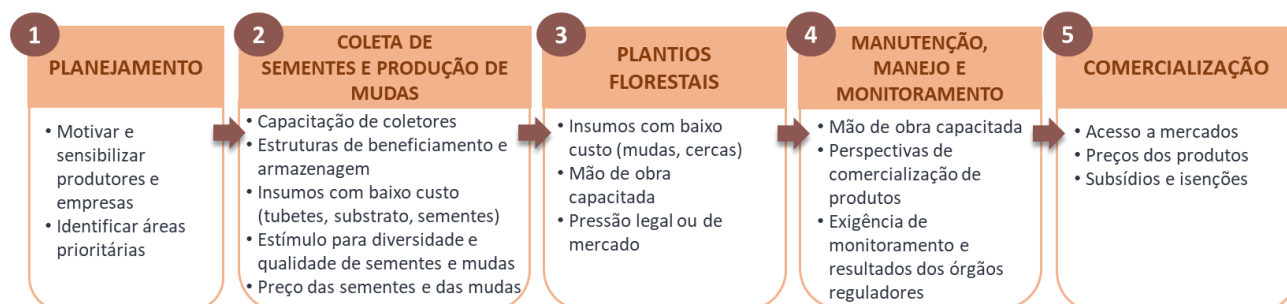 1
PLANEJAMENTO
• Motivar e
sensibilizar
produtores e
empresas
• Identificar áreas
prioritárias
2
COLETA DE
SEMENTES E PRODUÇÃO DE
MUDAS
• Capacitação de coletores
• Estruturas de beneficiamento e
armazenagem
• Insumos com baixo custo
(tubetes, substrato, sementes)
• Estímulo para diversidade e
qualidade de sementes e mudas
• Preço das sementes e das mudas
3
PLANTIOS
FLORESTAIS
• Insumos com baixo
custo (mudas, cercas)
• Mão de obra
capacitada
• Pressão legal ou de
mercado
4
MANUTENÇÃO,
MANEJO E
MONITORAMENTO
• Mão de obra capacitada
• Perspectivas de
comercialização de
produtos
• Exigência de
monitoramento e
resultados dos órgãos
reguladores
5
COMERCIALIZAÇÃO
• Acesso a mercados
• Preços dos produtos
• Subsídios e isenções